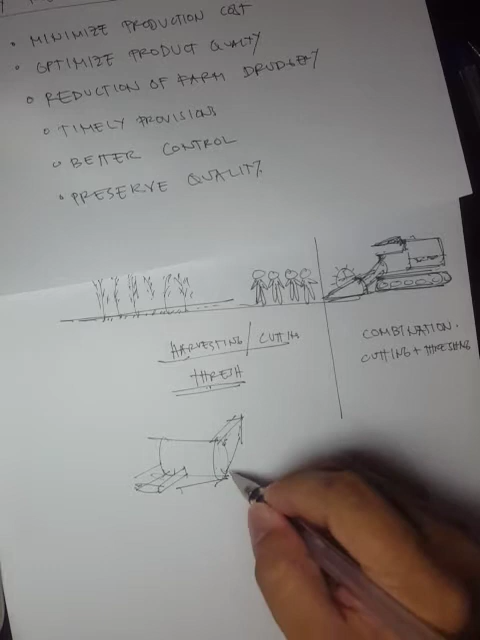 • MINIMIZE PRODUCTION COST
• OPTIMIZE PRODUCT QUALITY
• REDUCTION OF FARM DRUDGERY
• TIMELY PROVISIONS
• BETTER CONTROL
• PRESERVE QUALITY
HARVESTING / CUTTING
THRESH
COMBINATION.
CUTTING + THRESHING